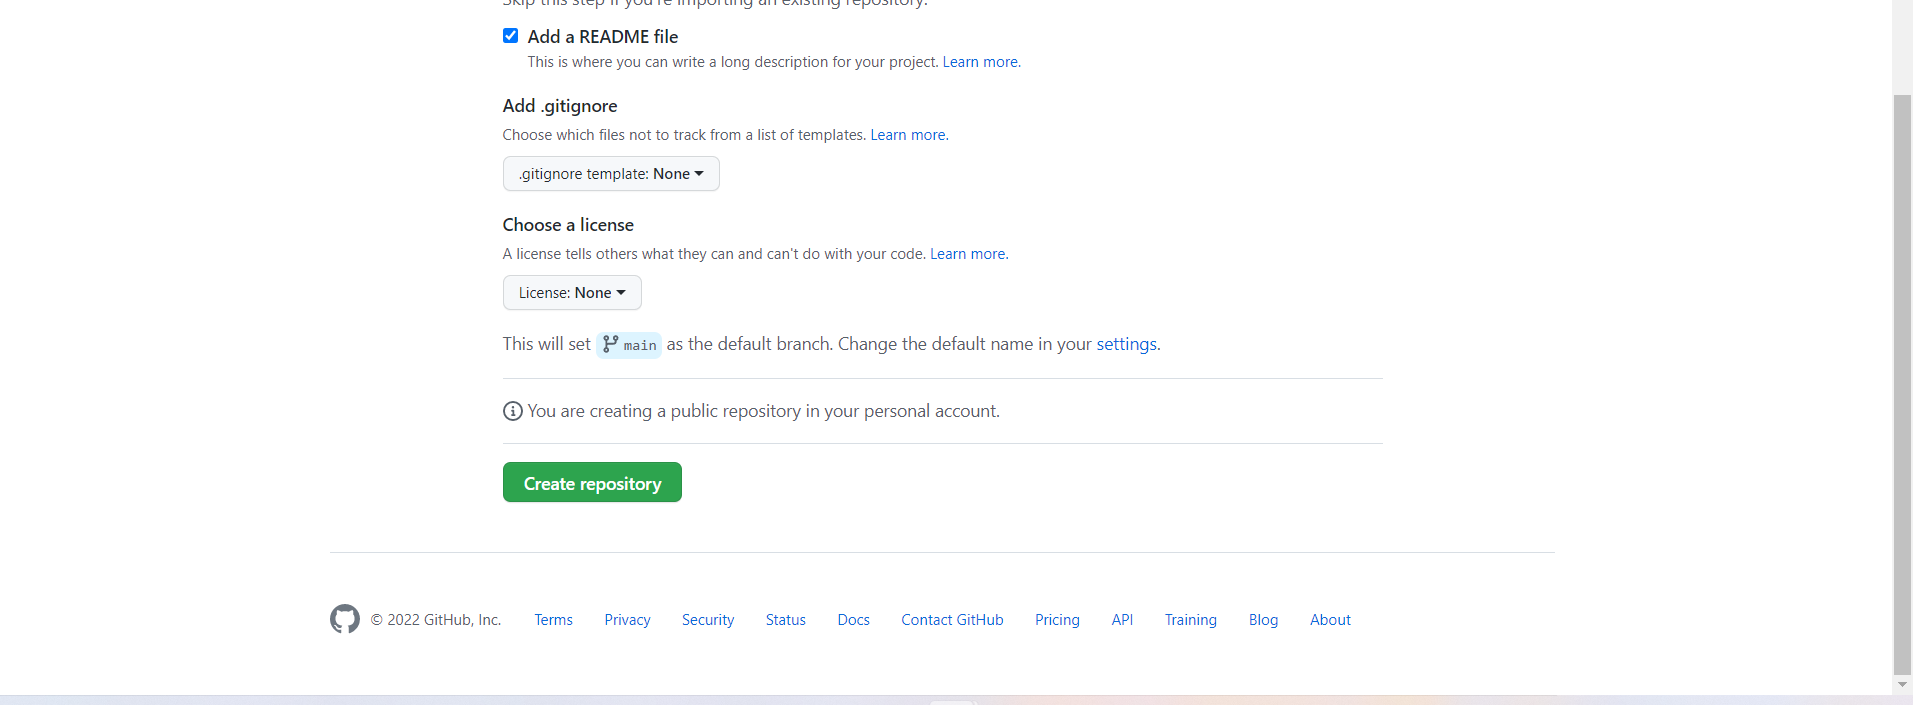 Skip this step if you're importing an existing repository.
Add a README file
This is where you can write a long description for your project. Learn more.
Add .gitignore
Choose which files not to track from a list of templates. Learn more.
.gitignore template: None
Choose a license
A license tells others what they can and can't do with your code. Learn more.
License: None
This will set main as the default branch. Change the default name in your settings.
You are creating a public repository in your personal account.
Create repository
© 2022 GitHub, Inc. Terms Privacy Security Status Docs Contact GitHub Pricing API Training Blog About